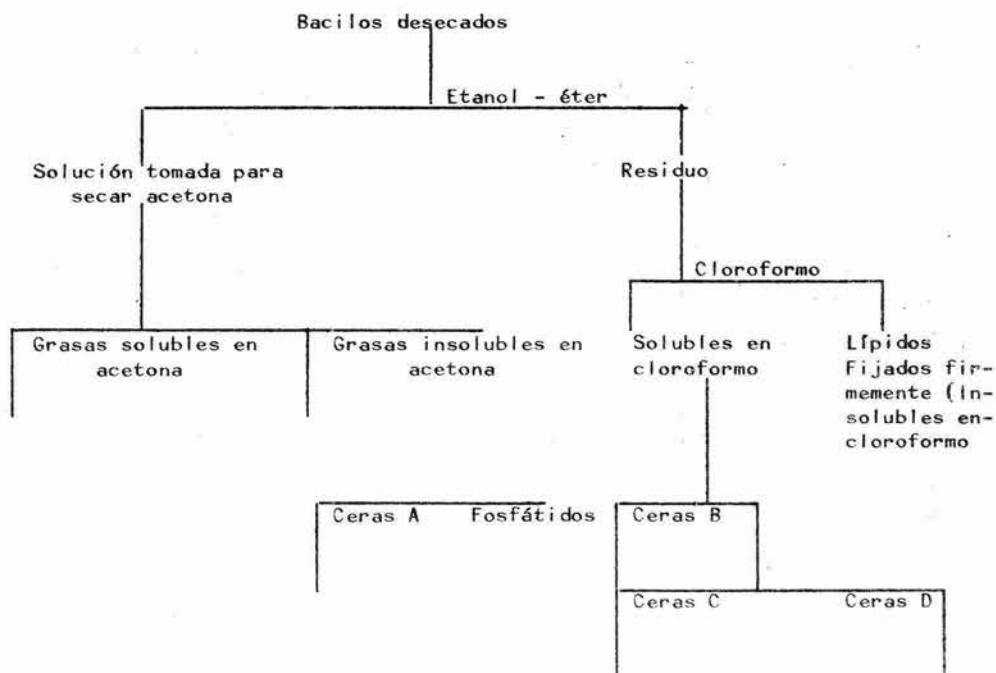 Bacilos desecados
Etanol - éter
Solución tomada para
secar acetona
Residuo
Cloroformo
Grasas solubles en
acetona
Grasas insolubles en
acetona
Solubles en
cloroformo
Lípidos
Fijados fir-
memente (In-
solubles en-
cloroformo
Ceras A
Fosfátidos
Ceras B
Ceras C
Ceras D